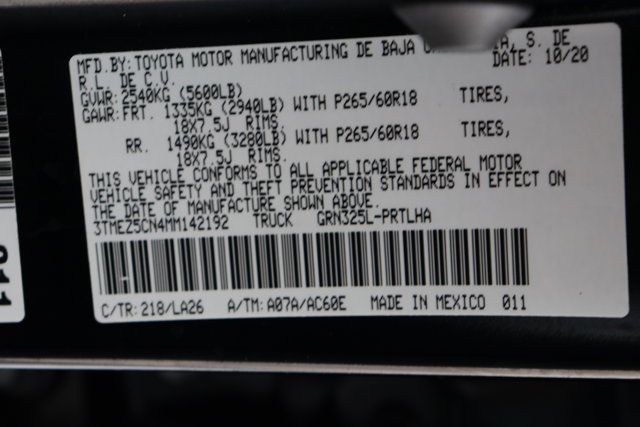 MFD.BY: TOYOTA MOTOR MANUFACTURING DE BAJA S. DE
R.L. DE C.V. DATE: 10/20
GVWR: 2540KG (5600LB)
GAWR: FRT. 1335KG (2940LB) WITH P265/60R18 TIRES,
18X7.5J RIMS.
RR. 1490KG (3280LB) WITH P265/60R18 TIRES,
18X7.5J RIMS.
THIS VEHICLE CONFORMS TO ALL APPLICABLE FEDERAL MOTOR
VEHICLE SAFETY AND THEFT PREVENTION STANDARDS IN EFFECT ON
THE DATE OF MANUFACTURE SHOWN ABOVE.
3TMEZ5CN4MM142192 TRUCK GRN325L-PRTLHA
C/TR: 218/LA26 A/TM: A07A/AC60E MADE IN MEXICO 011
011